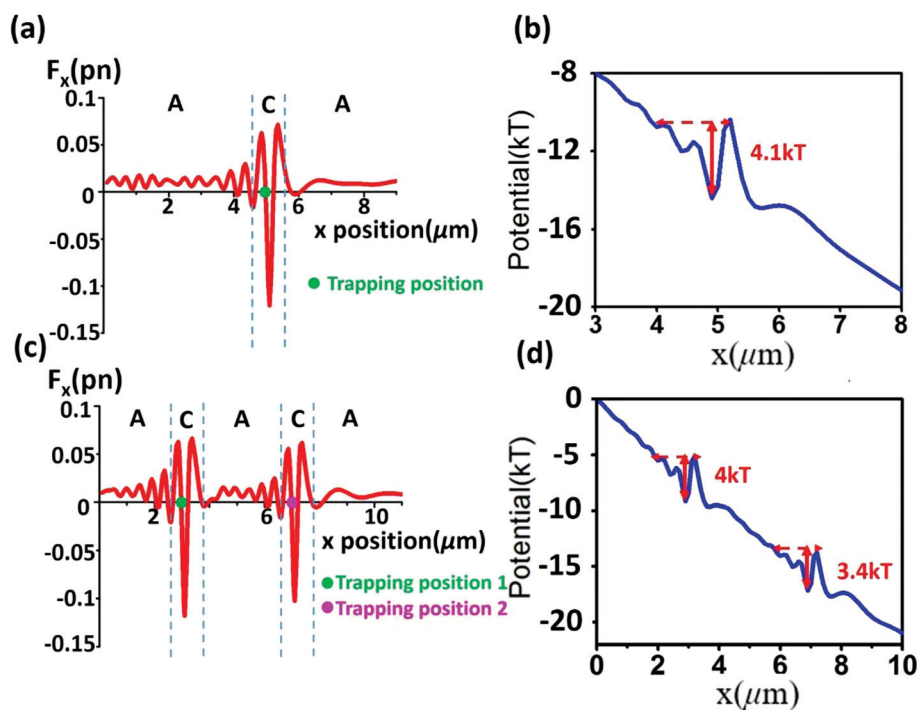 (a)
Fx(pn)
0.1
0.05
0
-0.05
-0.1
-0.15
A
C
A
2
4
6
8
x position(μm)
Trapping position
(b)
Potential(kT)
-8
-12
-16
-20
4.1kT
3
4
5
6
7
8
x(μm)
(c)
Fx(pn)
0.1
0.05
0
-0.05
-0.1
-0.15
A
C
A
C
A
2
6
10
x position(μm)
Trapping position 1
Trapping position 2
(d)
Potential(kT)
0
-5
-10
-15
-20
4kT
3.4kT
0
2
4
6
8
10
x(μm)